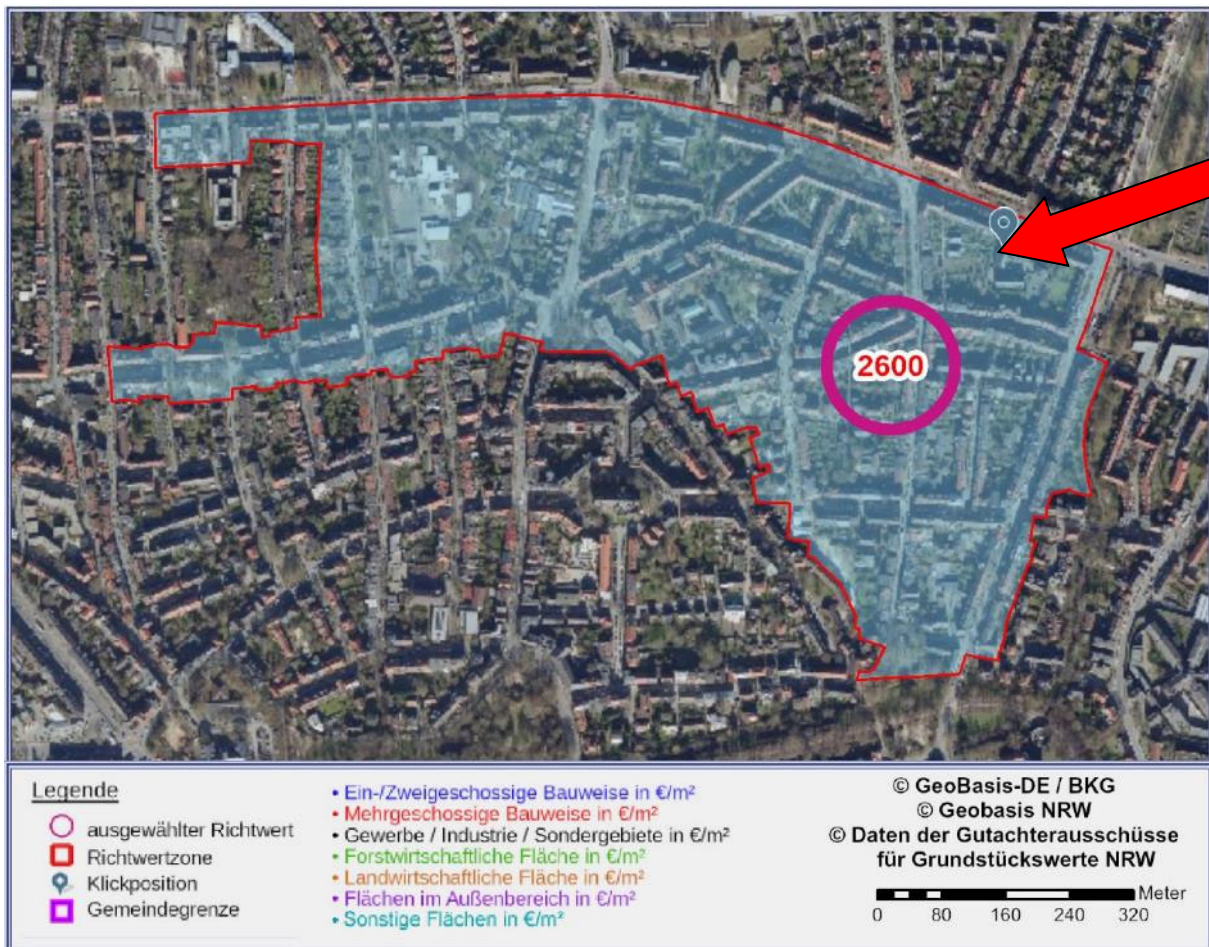 2600
Legende
ausgewählter Richtwert
Richtwertzone
Klickposition
Gemeindegrenze
• Ein-/Zweigeschossige Bauweise in €/m²
• Mehrgeschossige Bauweise in €/m²
• Gewerbe / Industrie / Sondergebiete in €/m²
• Forstwirtschaftliche Fläche in €/m²
• Landwirtschaftliche Fläche in €/m²
• Flächen im Außenbereich in €/m²
• Sonstige Flächen in €/m²
© GeoBasis-DE / BKG
© Geobasis NRW
© Daten der Gutachterausschüsse
für Grundstückswerte NRW
Meter
0 80 160 240 320